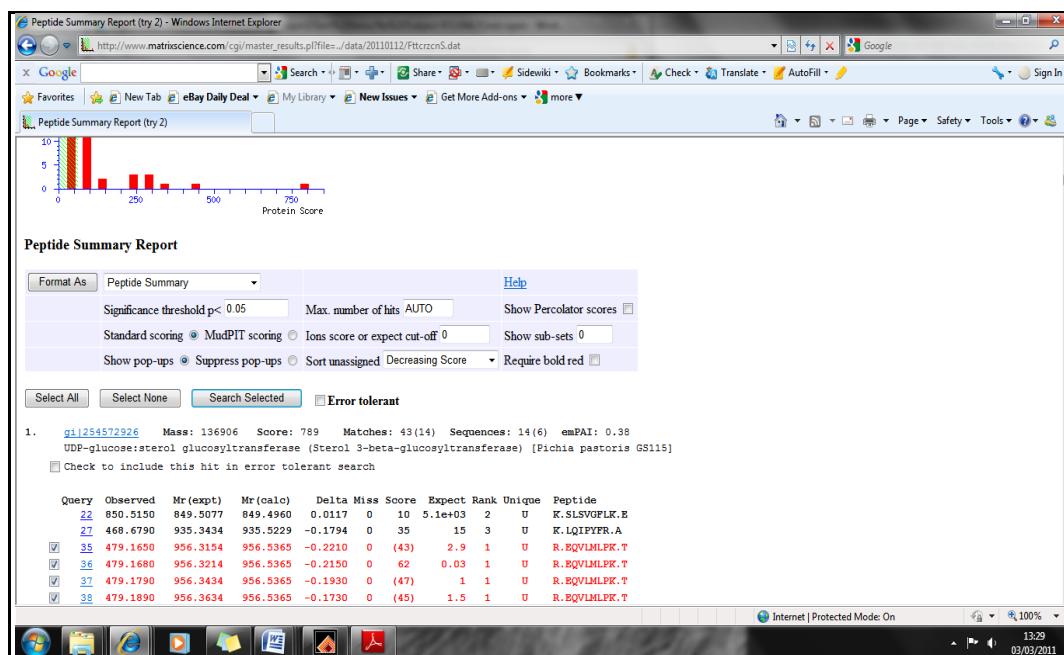 Peptide Summary Report (try 2) - Windows Internet Explorer
http://www.matrixscience.com/cgi/master_results.pl?file=../data/20110112/FttcrzcnS.dat
Google
x Google Search Share Sidewiki Bookmarks Check Translate AutoFill Sign In
Favorites New Tab eBay Daily Deal My Library New Issues Get More Add-ons more
Peptide Summary Report (try 2)
Page Safety Tools
10
5
0
0 250 500 750
Protein Score
Peptide Summary Report
Format As Peptide Summary Help
Significance threshold p< 0.05 Max. number of hits AUTO Show Percolator scores
Standard scoring MudPIT scoring Ions score or expect cut-off 0 Show sub-sets 0
Show pop-ups Suppress pop-ups Sort unassigned Decreasing Score Require bold red
Select All Select None Search Selected Error tolerant
1. gi|254572926 Mass: 136906 Score: 789 Matches: 43(14) Sequences: 14(6) emPAI: 0.38
UDP-glucose:sterol glucosyltransferase (Sterol 3-beta-glucosyltransferase) [Pichia pastoris GS115]
Check to include this hit in error tolerant search
Query Observed Mr(expt) Mr(calc) Delta Miss Score Expect Rank Unique Peptide
22 850.5150 849.5077 849.4960 0.0117 0 10 5.1e+03 2 U K.SLSVGFLK.E
27 468.6790 935.3434 935.5229 -0.1794 0 35 15 3 U K.LQIPYFR.A
35 479.1650 956.3154 956.5365 -0.2210 0 (43) 2.9 1 U R.EQVLMLPK.T
36 479.1680 956.3214 956.5365 -0.2150 0 62 0.03 1 U R.EQVLMLPK.T
37 479.1790 956.3434 956.5365 -0.1930 0 (47) 1 1 U R.EQVLMLPK.T
38 479.1890 956.3634 956.5365 -0.1730 0 (45) 1.5 1 U R.EQVLMLPK.T
Internet | Protected Mode: On 100%
13:29
03/03/2011